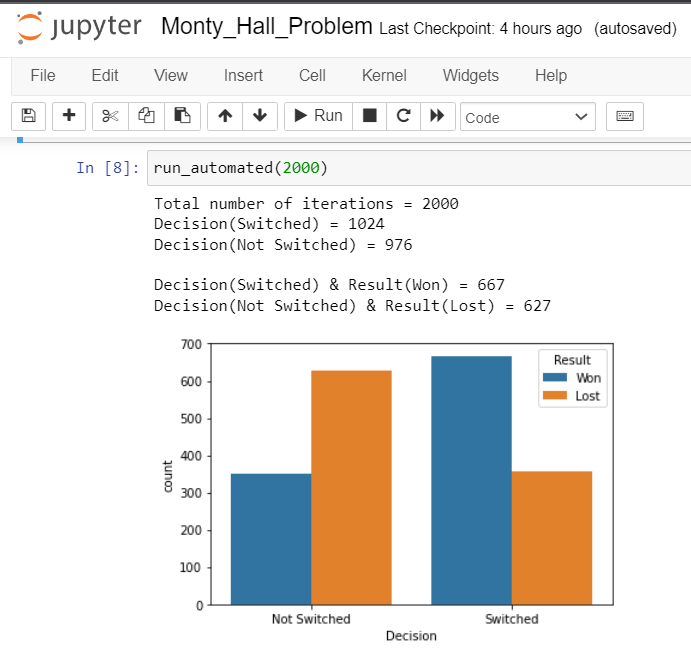 jupyter Monty_Hall_Problem Last Checkpoint: 4 hours ago (autosaved)
File Edit View Insert Cell Kernel Widgets Help
Run Code
In [8]: run_automated(2000)
Total number of iterations = 2000
Decision(Switched) = 1024
Decision(Not Switched) = 976
Decision(Switched) & Result(Won) = 667
Decision(Not Switched) & Result(Lost) = 627
700
600
500
400
300
200
100
0
count
Result
Won
Lost
Not Switched Switched
Decision